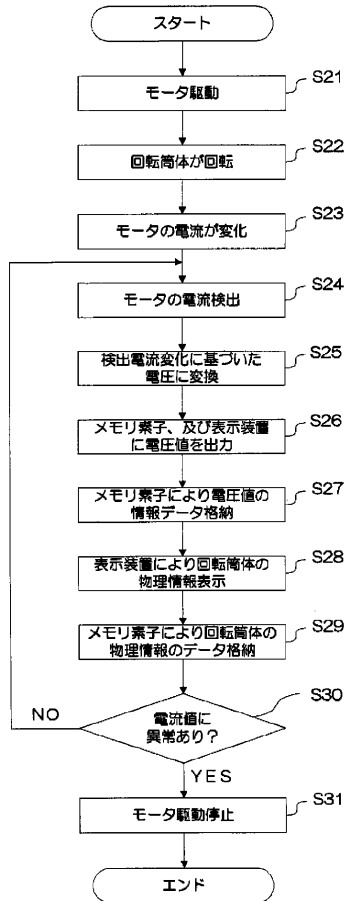 スタート
S21
モータ駆動
S22
回転筒体が回転
S23
モータの電流が変化
S24
モータの電流検出
S25
検出電流変化に基づいた
電圧に変換
S26
メモリ素子、及び表示装置
に電圧値を出力
S27
メモリ素子により電圧値の
情報データ格納
S28
表示装置により回転筒体の
物理情報表示
S29
メモリ素子により回転筒体の
物理情報のデータ格納
S30
NO
電流値に
異常あり？
YES
S31
モータ駆動停止
エンド